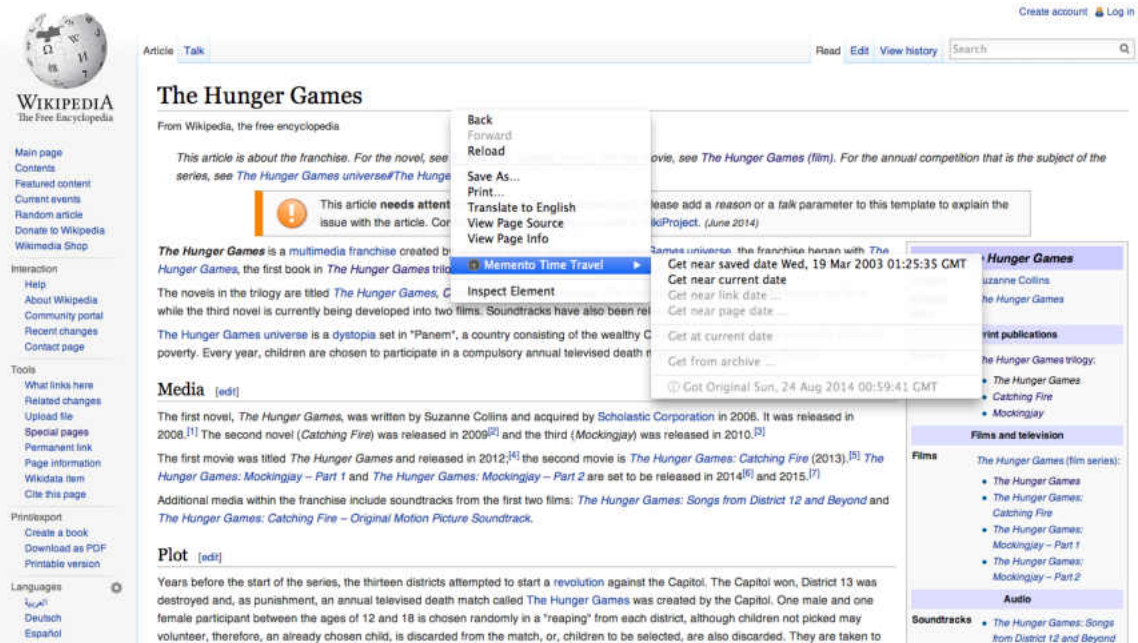 Create account Log in
Article Talk
Read Edit View history Search
WIKIPEDIA
The Free Encyclopedia
Main page
Contents
Featured content
Current events
Random article
Donate to Wikipedia
Wikimedia Shop
Interaction
Help
About Wikipedia
Community portal
Recent changes
Contact page
Tools
What links here
Related changes
Upload file
Special pages
Permanent link
Page information
Wikidata item
Cite this page
Print/export
Create a book
Download as PDF
Printable version
Languages
العربية
Deutsch
Español
The Hunger Games
From Wikipedia, the free encyclopedia
This article is about the franchise. For the novel, see
ovie, see The Hunger Games (film). For the annual competition that is the subject of the
series, see The Hunger Games universe#The Hunge
This article needs attent
lease add a reason or a talk parameter to this template to explain the
issue with the article. Con
kiProject. (June 2014)
The Hunger Games is a multimedia franchise created b
Games universe, the franchise began with The
Hunger Games, the first book in The Hunger Games trilo
The novels in the trilogy are titled The Hunger Games, C
while the third novel is currently being developed into two films. Soundtracks have also been rel
The Hunger Games universe is a dystopia set in "Panem", a country consisting of the wealthy C
poverty. Every year, children are chosen to participate in a compulsory annual televised death m
Back
Forward
Reload
Save As...
Print...
Translate to English
View Page Source
View Page Info
Memento Time Travel
Inspect Element
Get near saved date Wed, 19 Mar 2003 01:25:35 GMT
Get near current date
Get near link date ...
Get near page date ...
Get at current date
Get from archive ...
Got Original Sun, 24 Aug 2014 00:59:41 GMT
Media [edit]
The first novel, The Hunger Games, was written by Suzanne Collins and acquired by Scholastic Corporation in 2006. It was released in
2008.[1] The second novel (Catching Fire) was released in 2009[2] and the third (Mockingjay) was released in 2010.[3]
The first movie was titled The Hunger Games and released in 2012;[4] the second movie is The Hunger Games: Catching Fire (2013).[5] The
Hunger Games: Mockingjay – Part 1 and The Hunger Games: Mockingjay – Part 2 are set to be released in 2014[6] and 2015.[7]
Additional media within the franchise include soundtracks from the first two films: The Hunger Games: Songs from District 12 and Beyond and
The Hunger Games: Catching Fire – Original Motion Picture Soundtrack.
Plot [edit]
Years before the start of the series, the thirteen districts attempted to start a revolution against the Capitol. The Capitol won, District 13 was
destroyed and, as punishment, an annual televised death match called The Hunger Games was created by the Capitol. One male and one
female participant between the ages of 12 and 18 is chosen randomly in a "reaping" from each district, although children not picked may
volunteer, therefore, an already chosen child, is discarded from the match, or, children to be selected, are also discarded. They are taken to
Hunger Games
uzanne Collins
he Hunger Games
rint publications
he Hunger Games trilogy:
The Hunger Games
Catching Fire
Mockingjay
Films and television
Films
The Hunger Games (film series):
The Hunger Games
The Hunger Games:
Catching Fire
The Hunger Games:
Mockingjay – Part 1
The Hunger Games:
Mockingjay – Part 2
Audio
Soundtracks
The Hunger Games: Songs
from District 12 and Beyond